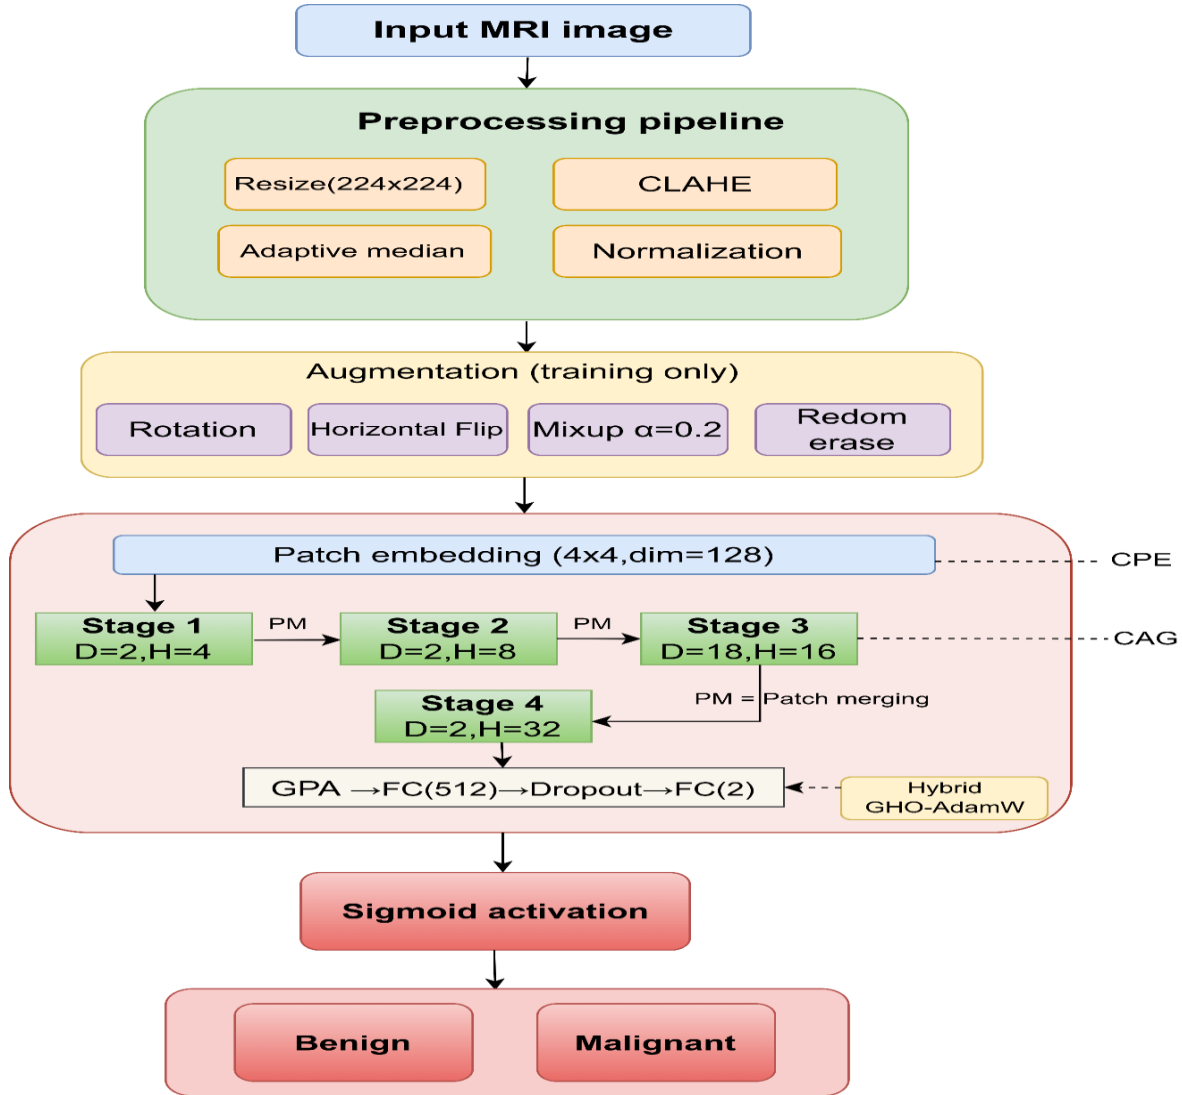 Input MRI image
Preprocessing pipeline
Resize(224x224)
CLAHE
Adaptive median
Normalization
Augmentation (training only)
Rotation
Horizontal Flip
Mixup α=0.2
Redom
erase
Patch embedding (4x4,dim=128)
CPE
Stage 1
D=2,H=4
PM
Stage 2
D=2,H=8
PM
Stage 3
D=18,H=16
CAG
PM = Patch merging
Stage 4
D=2,H=32
GPA →FC(512)→Dropout→FC(2)
Hybrid
GHO-AdamW
Sigmoid activation
Benign
Malignant